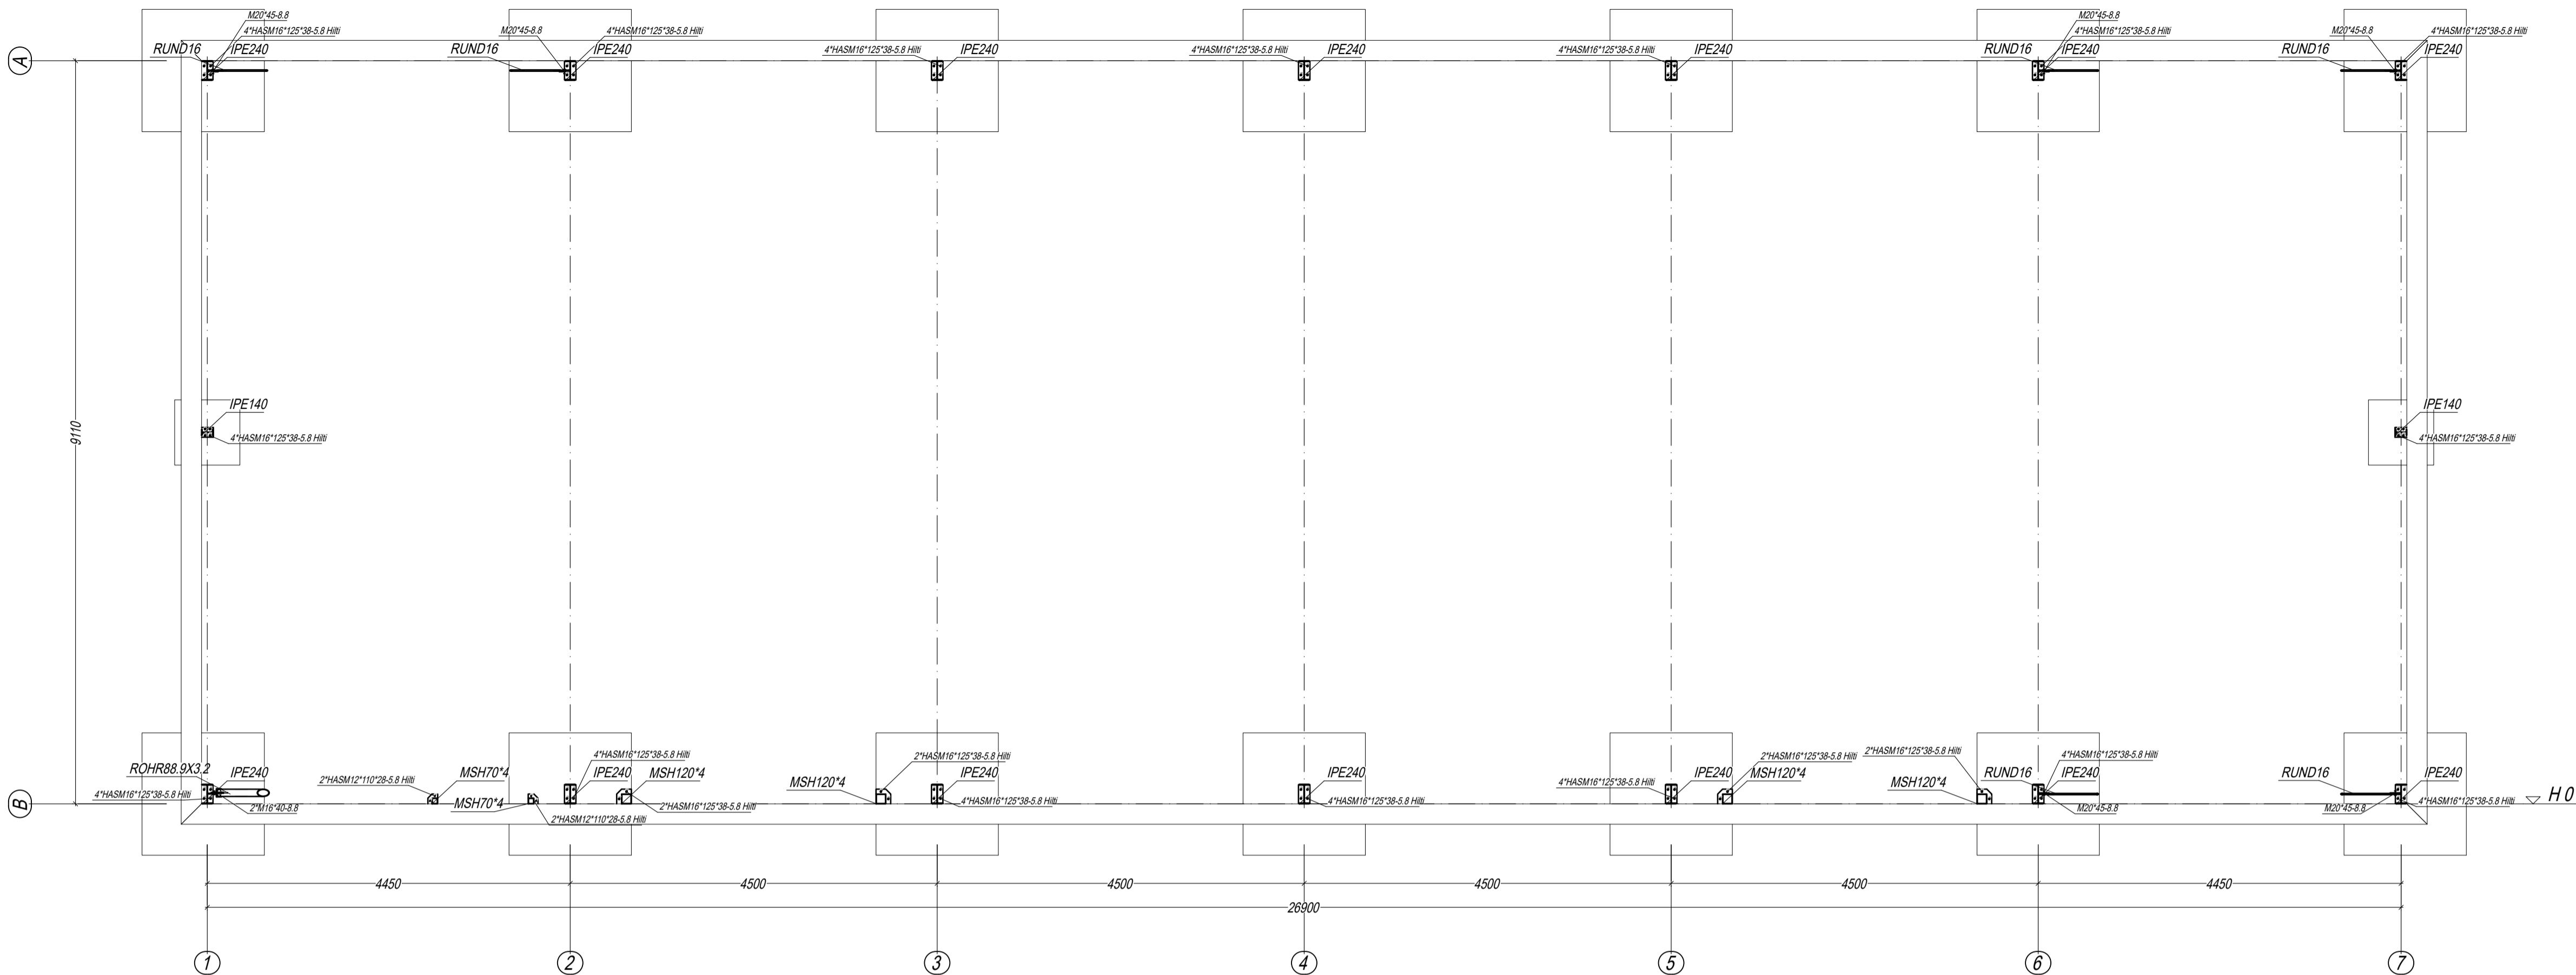 M20*45-8.8
4*HASM16*125*38-5.8 Hilti
RUND16
IPE240
RUND16
M20*45-8.8
4*HASM16*125*38-5.8 Hilti
IPE240
4*HASM16*125*38-5.8 Hilti
IPE240
4*HASM16*125*38-5.8 Hilti
IPE240
4*HASM16*125*38-5.8 Hilti
IPE240
M20*45-8.8
4*HASM16*125*38-5.8 Hilti
RUND16
IPE240
M20*45-8.8
4*HASM16*125*38-5.8 Hilti
RUND16
IPE240
A
9110
IPE140
4*HASM16*125*38-5.8 Hilti
IPE140
4*HASM16*125*38-5.8 Hilti
ROHR88.9X3.2
IPE240
4*HASM16*125*38-5.8 Hilti
2*M16*40-8.8
2*HASM12*110*28-5.8 Hilti
MSH70*4
MSH70*4
2*HASM12*110*28-5.8 Hilti
4*HASM16*125*38-5.8 Hilti
IPE240
MSH120*4
2*HASM16*125*38-5.8 Hilti
MSH120*4
2*HASM16*125*38-5.8 Hilti
IPE240
4*HASM16*125*38-5.8 Hilti
IPE240
4*HASM16*125*38-5.8 Hilti
4*HASM16*125*38-5.8 Hilti
IPE240
2*HASM16*125*38-5.8 Hilti
MSH120*4
2*HASM16*125*38-5.8 Hilti
MSH120*4
4*HASM16*125*38-5.8 Hilti
RUND16
IPE240
M20*45-8.8
RUND16
IPE240
M20*45-8.8
4*HASM16*125*38-5.8 Hilti
H 0
B
4450
4500
4500
4500
4500
4450
26900
1
2
3
4
5
6
7